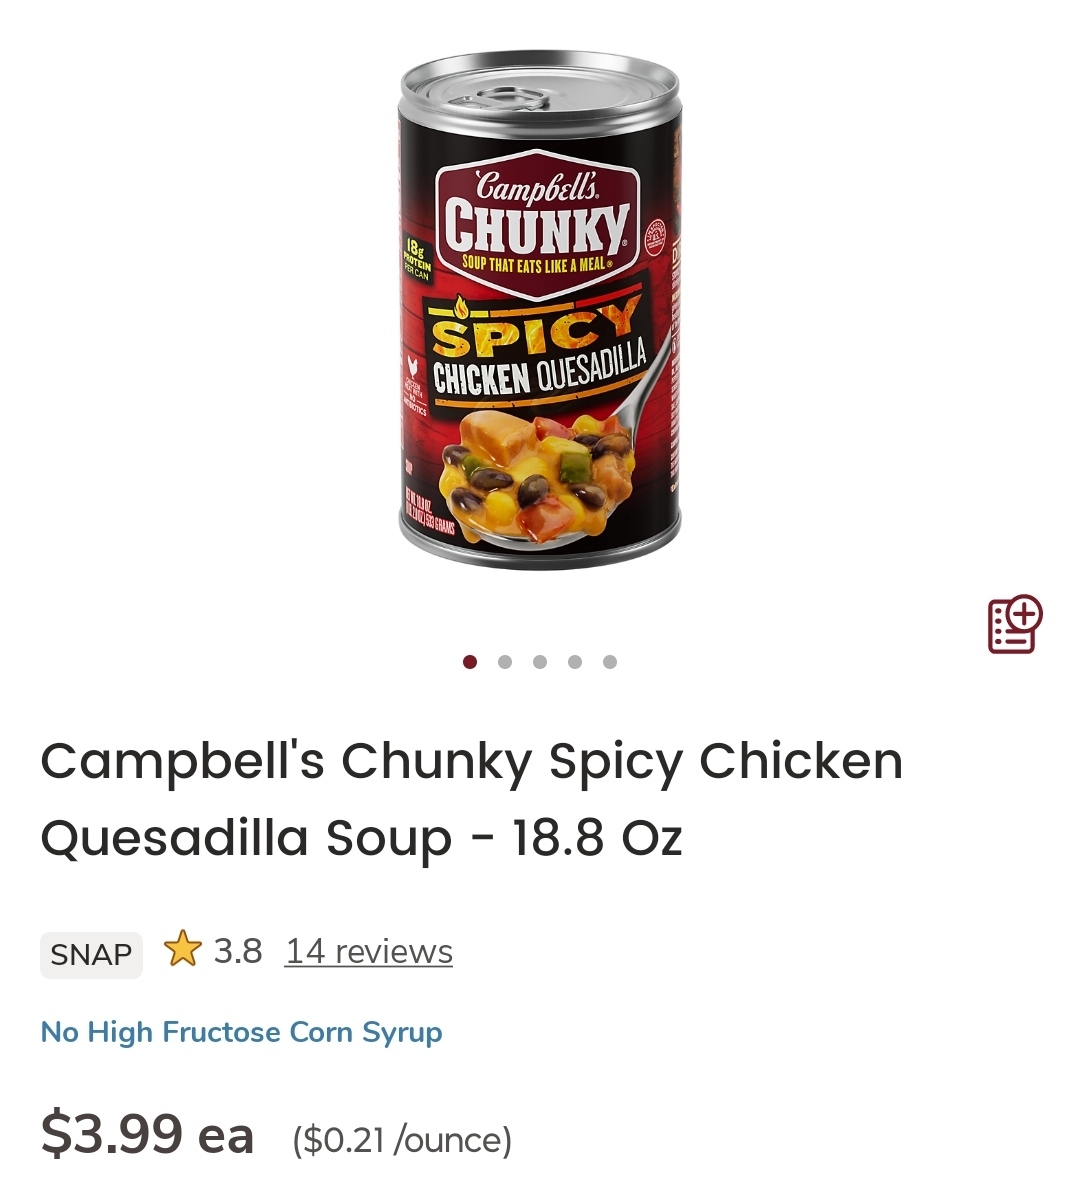 Campbell's
CHUNKY
SOUP THAT EATS LIKE A MEAL
18g
PROTEIN
PER CAN
SPICY
CHICKEN QUESADILLA
Campbell's Chunky Spicy Chicken
Quesadilla Soup - 18.8 Oz
SNAP 3.8 14 reviews
No High Fructose Corn Syrup
$3.99 ea ($0.21 /ounce)